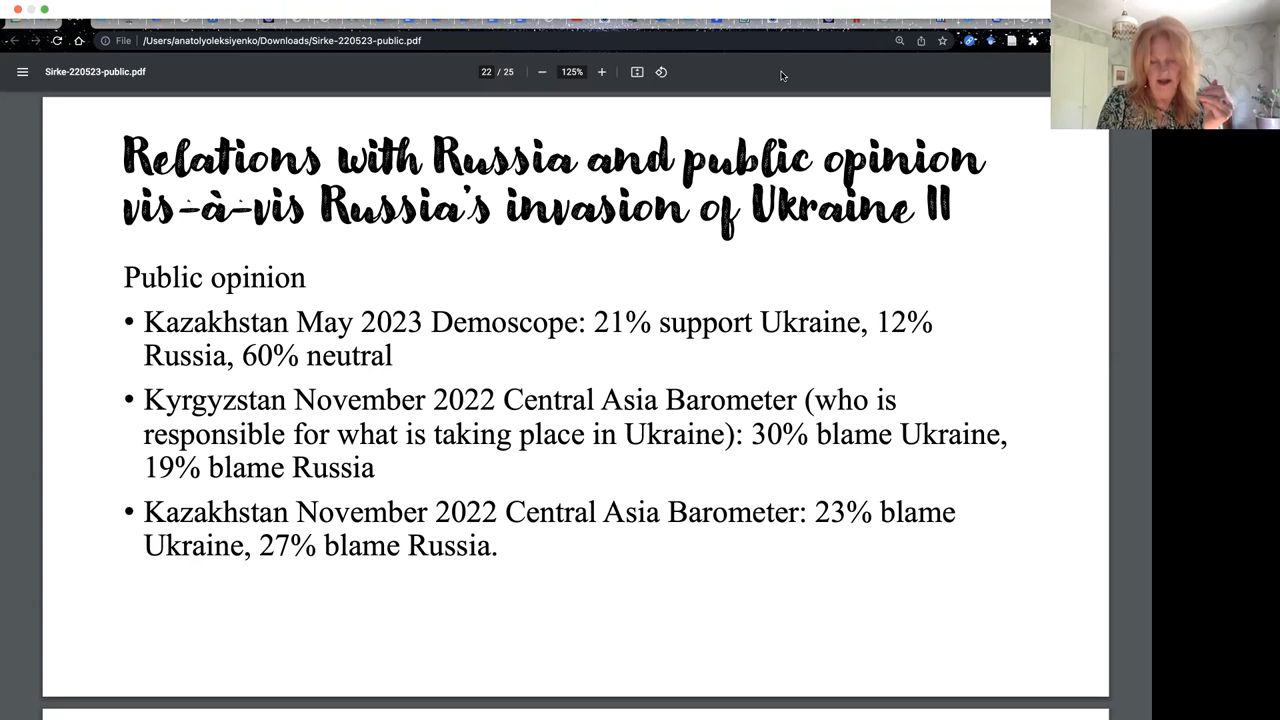 File /Users/anatolyoleksiyenko/Downloads/Sirke-220523-public.pdf
Sirke-220523-public.pdf 22 / 25 — 125% +
Relations with Russia and public opinion
vis-à-vis Russia's invasion of Ukraine II
Public opinion
• Kazakhstan May 2023 Demoscope: 21% support Ukraine, 12%
Russia, 60% neutral
• Kyrgyzstan November 2022 Central Asia Barometer (who is
responsible for what is taking place in Ukraine): 30% blame Ukraine,
19% blame Russia
• Kazakhstan November 2022 Central Asia Barometer: 23% blame
Ukraine, 27% blame Russia.